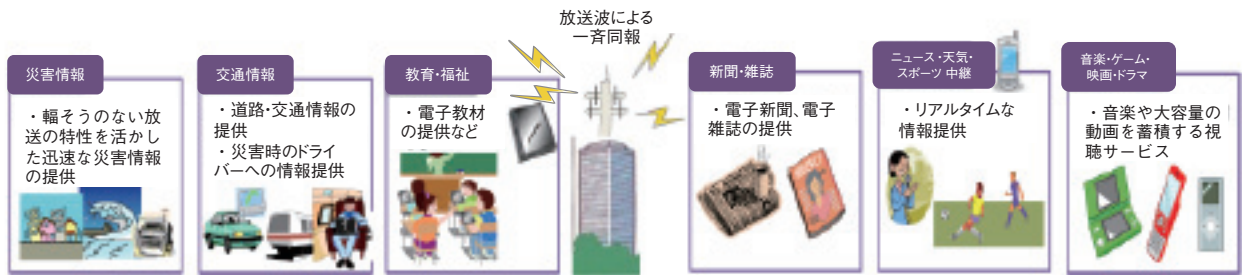 放送波による
一斉同報
災害情報
・輻そうのない放
送の特性を活かし
た迅速な災害情報
の提供
交通情報
・道路・交通情報の
提供
・災害時のドライ
バーへの情報提供
教育・福祉
・電子教材
の提供など
新聞・雑誌
・電子新聞、電子
雑誌の提供
ニュース・天気・
スポーツ 中継
・リアルタイムな
情報提供
音楽・ゲーム・
映画・ドラマ
・音楽や大容量の
動画を蓄積する視
聴サービス